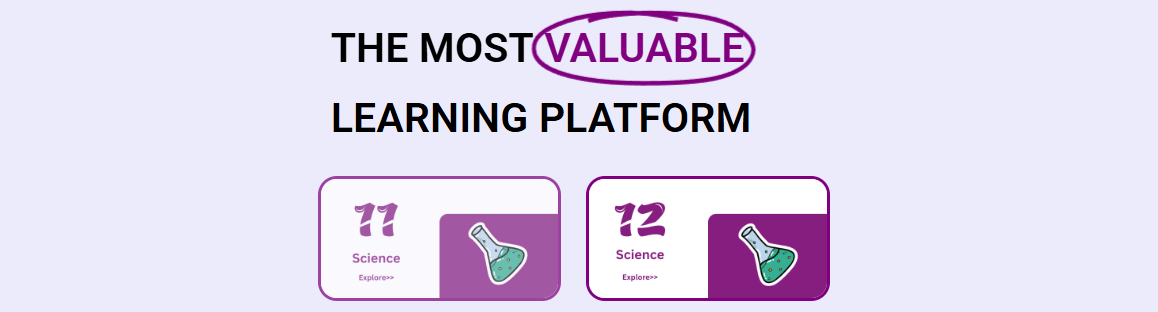 THE MOST VALUABLE
LEARNING PLATFORM
11
Science
Explore>>
12
Science
Explore>>